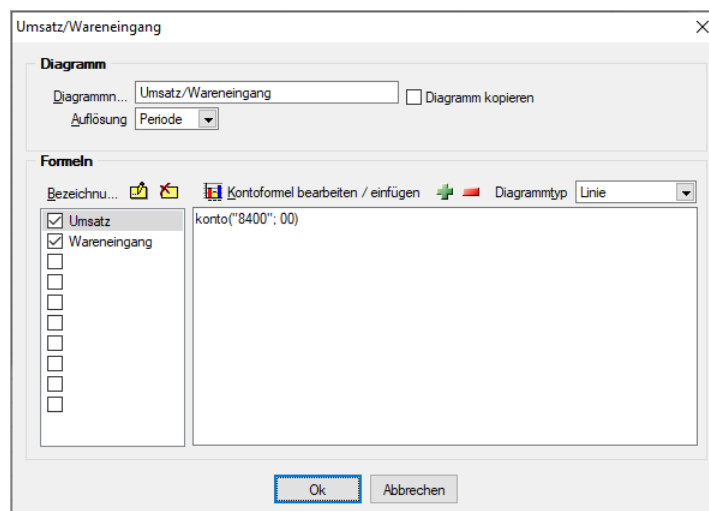 Umsatz/Wareneingang
Diagramm
Diagrammn... Umsatz/Wareneingang Diagramm kopieren
Auflösung Periode
Formeln
Bezeichnu... Kontoformel bearbeiten / einfügen Diagrammtyp Linie
Umsatz
Wareneingang
konto("8400"; 00)
Ok Abbrechen